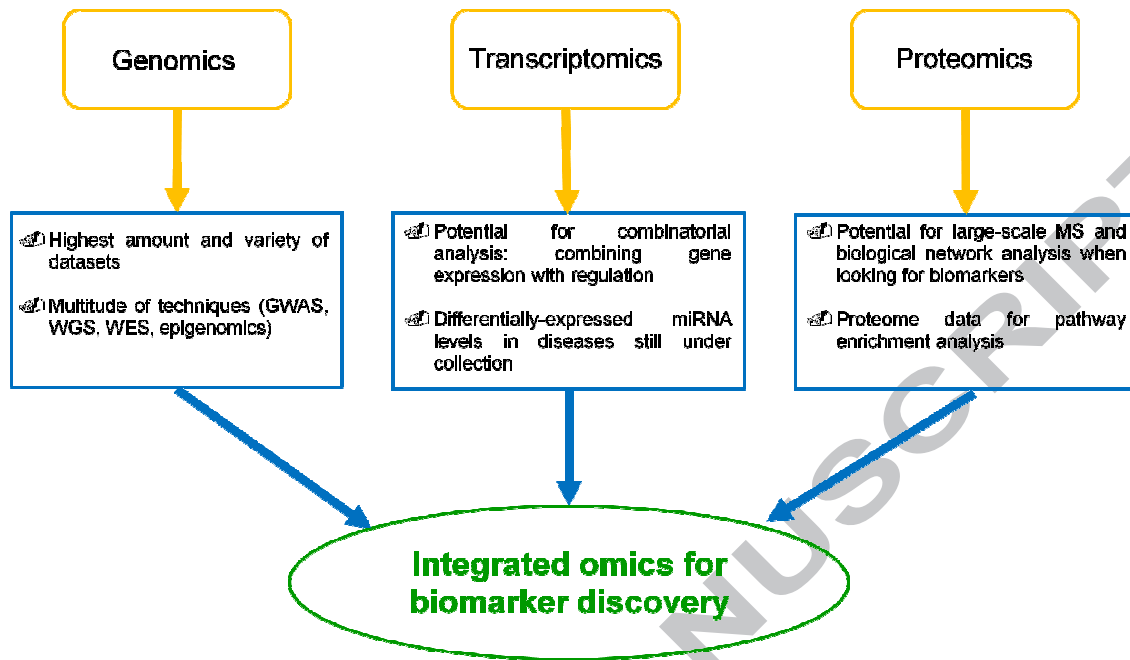 Genomics
Transcriptomics
Proteomics
Highest amount and variety of
datasets
Multitude of techniques (GWAS,
WGS, WES, epigenomics)
Potential for combinatorial
analysis: combining gene
expression with regulation
Differentially-expressed miRNA
levels in diseases still under
collection
Potential for large-scale MS and
biological network analysis when
looking for biomarkers
Proteome data for pathway
enrichment analysis
Integrated omics for
biomarker discovery
NUSCRIPT